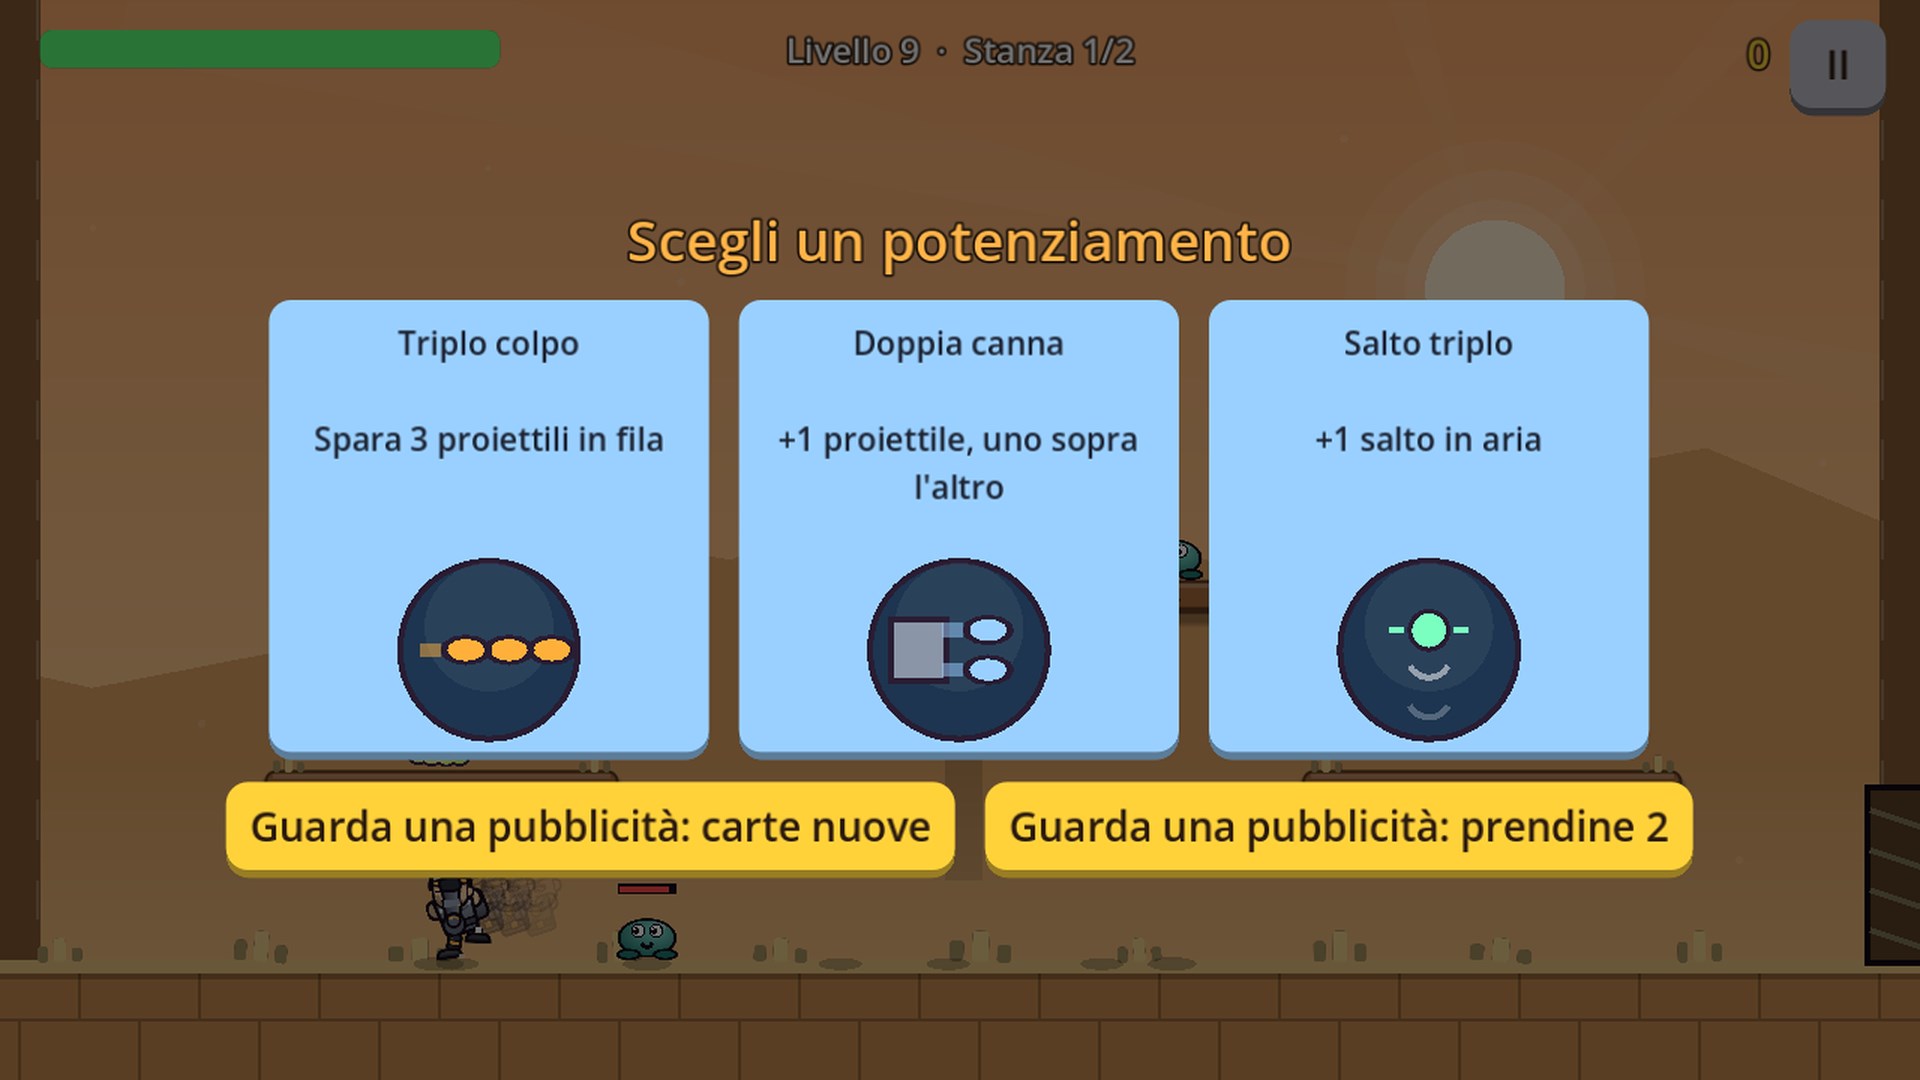 Livello 9 · Stanza 1/2
0
Scegli un potenziamento
Triplo colpo
Spara 3 proiettili in fila
Doppia canna
+1 proiettile, uno sopra
l'altro
Salto triplo
+1 salto in aria
Guarda una pubblicità: carte nuove
Guarda una pubblicità: prendine 2